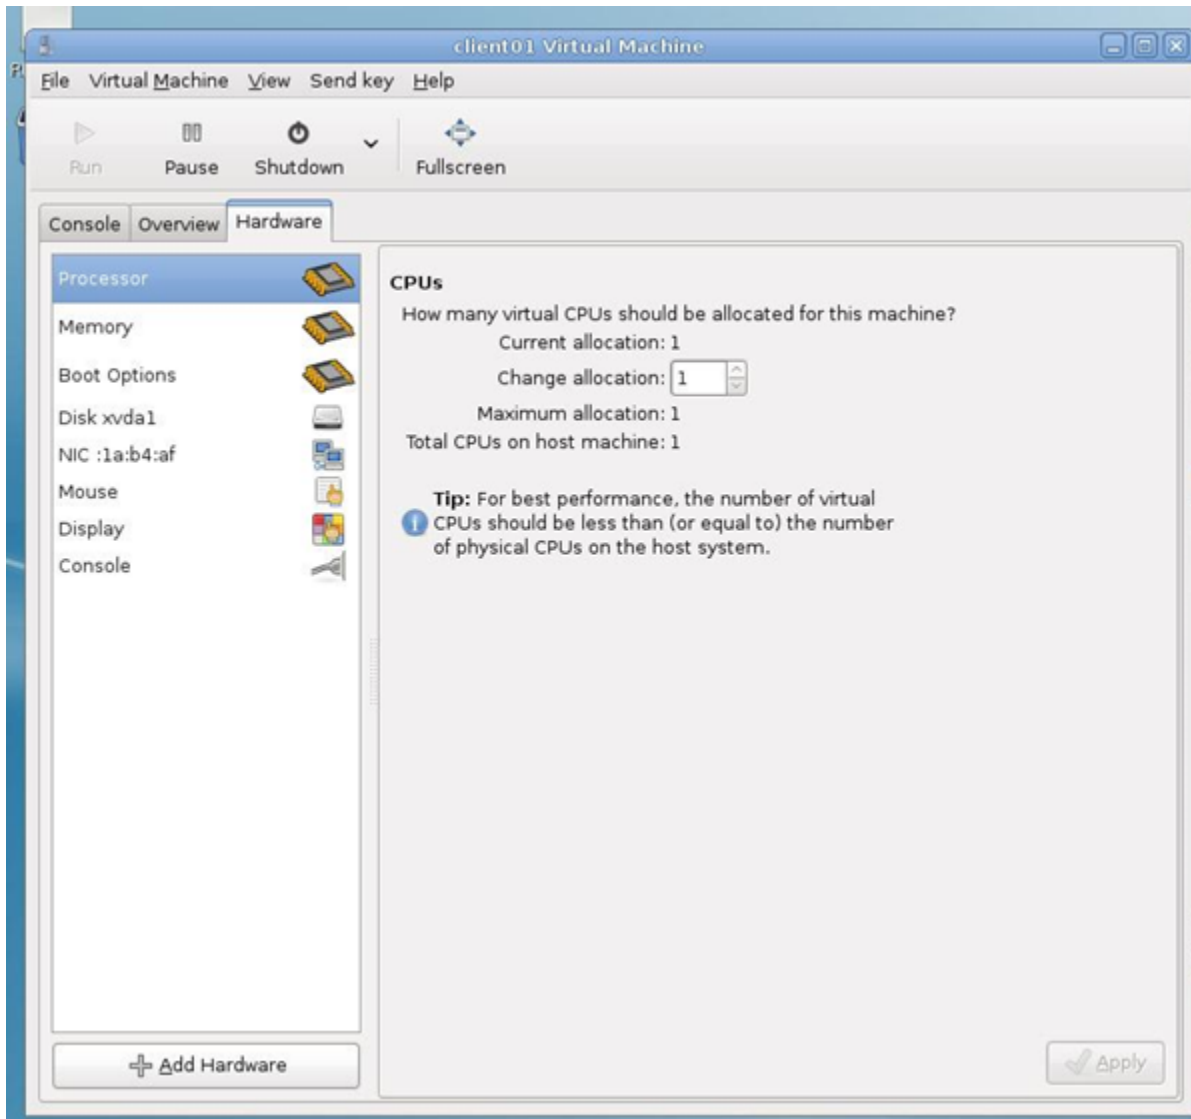 client01 Virtual Machine
File Virtual Machine View Send key Help
Run Pause Shutdown Fullscreen
Console Overview Hardware
Processor
Memory
Boot Options
Disk xvda1
NIC :1a:b4:af
Mouse
Display
Console
Add Hardware
CPUs
How many virtual CPUs should be allocated for this machine?
Current allocation: 1
Change allocation: 1
Maximum allocation: 1
Total CPUs on host machine: 1
Tip: For best performance, the number of virtual
CPUs should be less than (or equal to) the number
of physical CPUs on the host system.
Apply